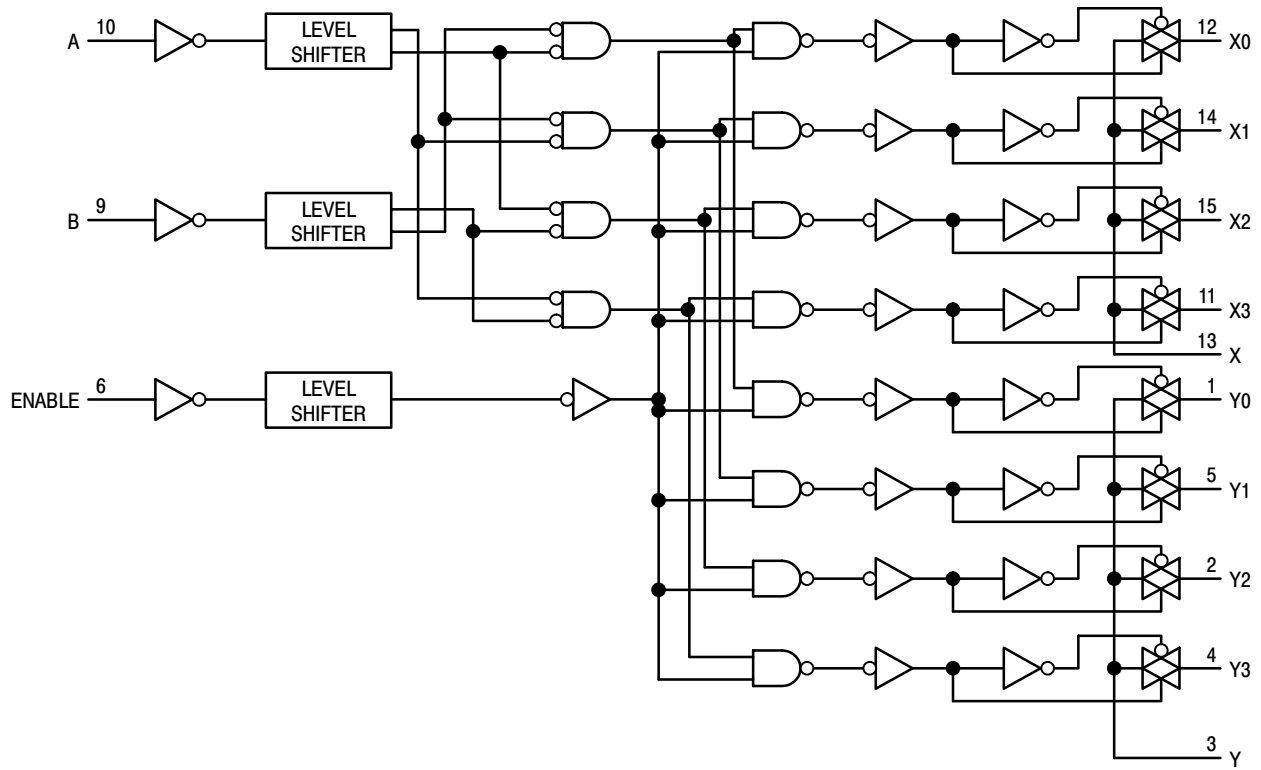 A 10
LEVEL
SHIFTER
12 X0
14 X1
B 9
LEVEL
SHIFTER
15 X2
11 X3
13 X
ENABLE 6
LEVEL
SHIFTER
1 Y0
5 Y1
2 Y2
4 Y3
3 Y